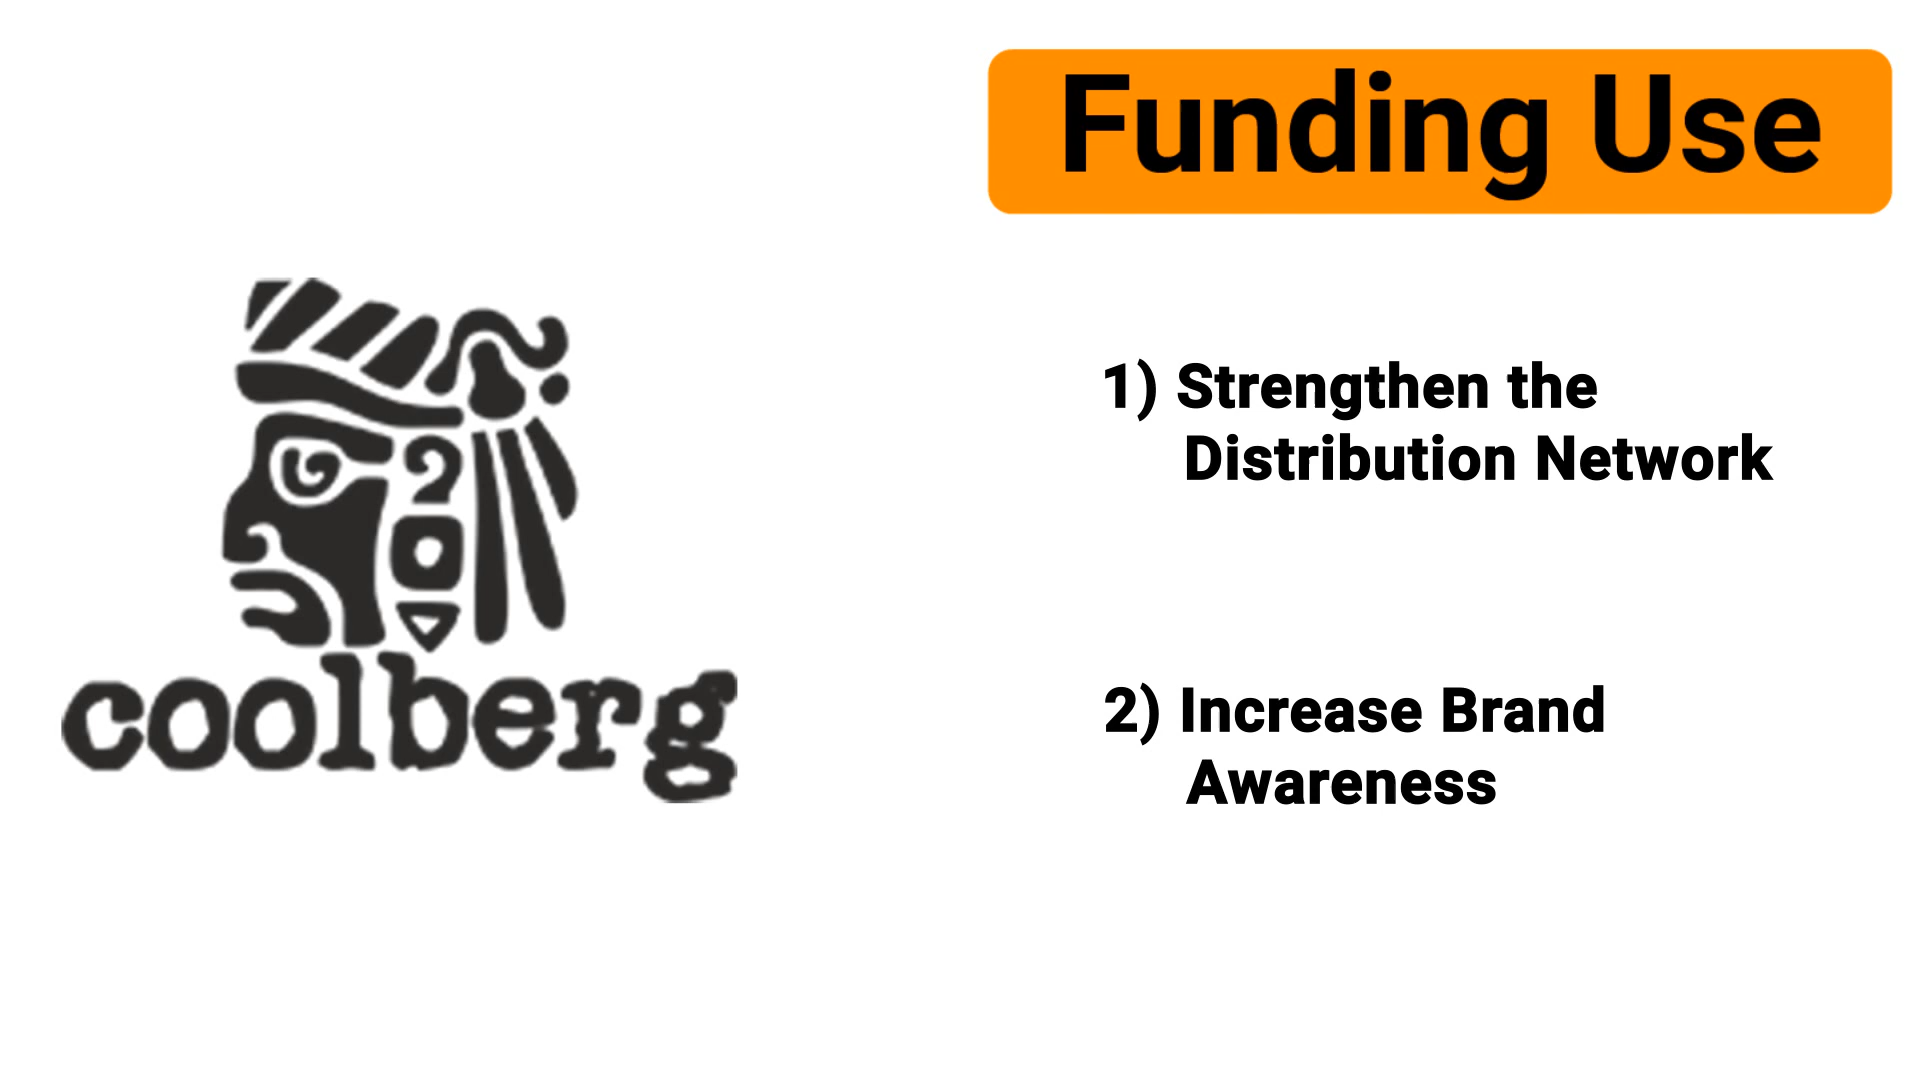 Funding Use
coolberg
1) Strengthen the
Distribution Network
2) Increase Brand
Awareness